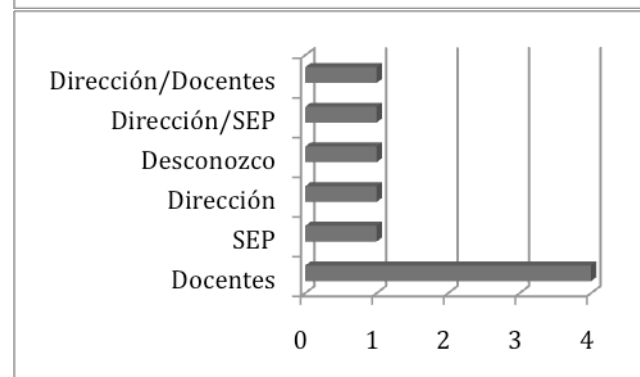 Dirección/Docentes
Dirección/SEP
Desconozco
Dirección
SEP
Docentes
0 1 2 3 4